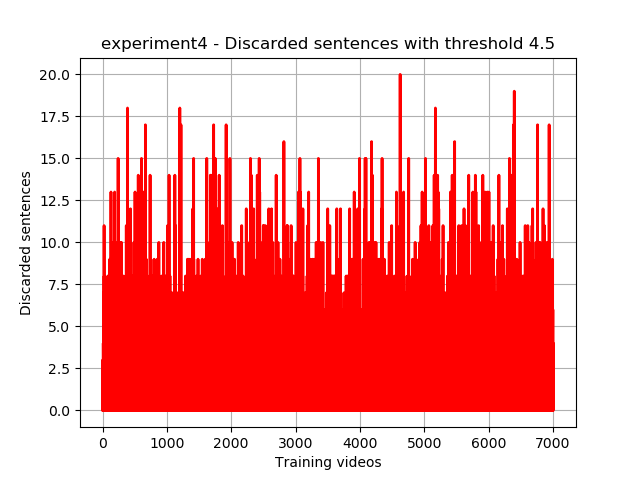 experiment4 - Discarded sentences with threshold 4.5
20.0
17.5
15.0
12.5
10.0
7.5
5.0
2.5
0.0
Discarded sentences
0 1000 2000 3000 4000 5000 6000 7000
Training videos